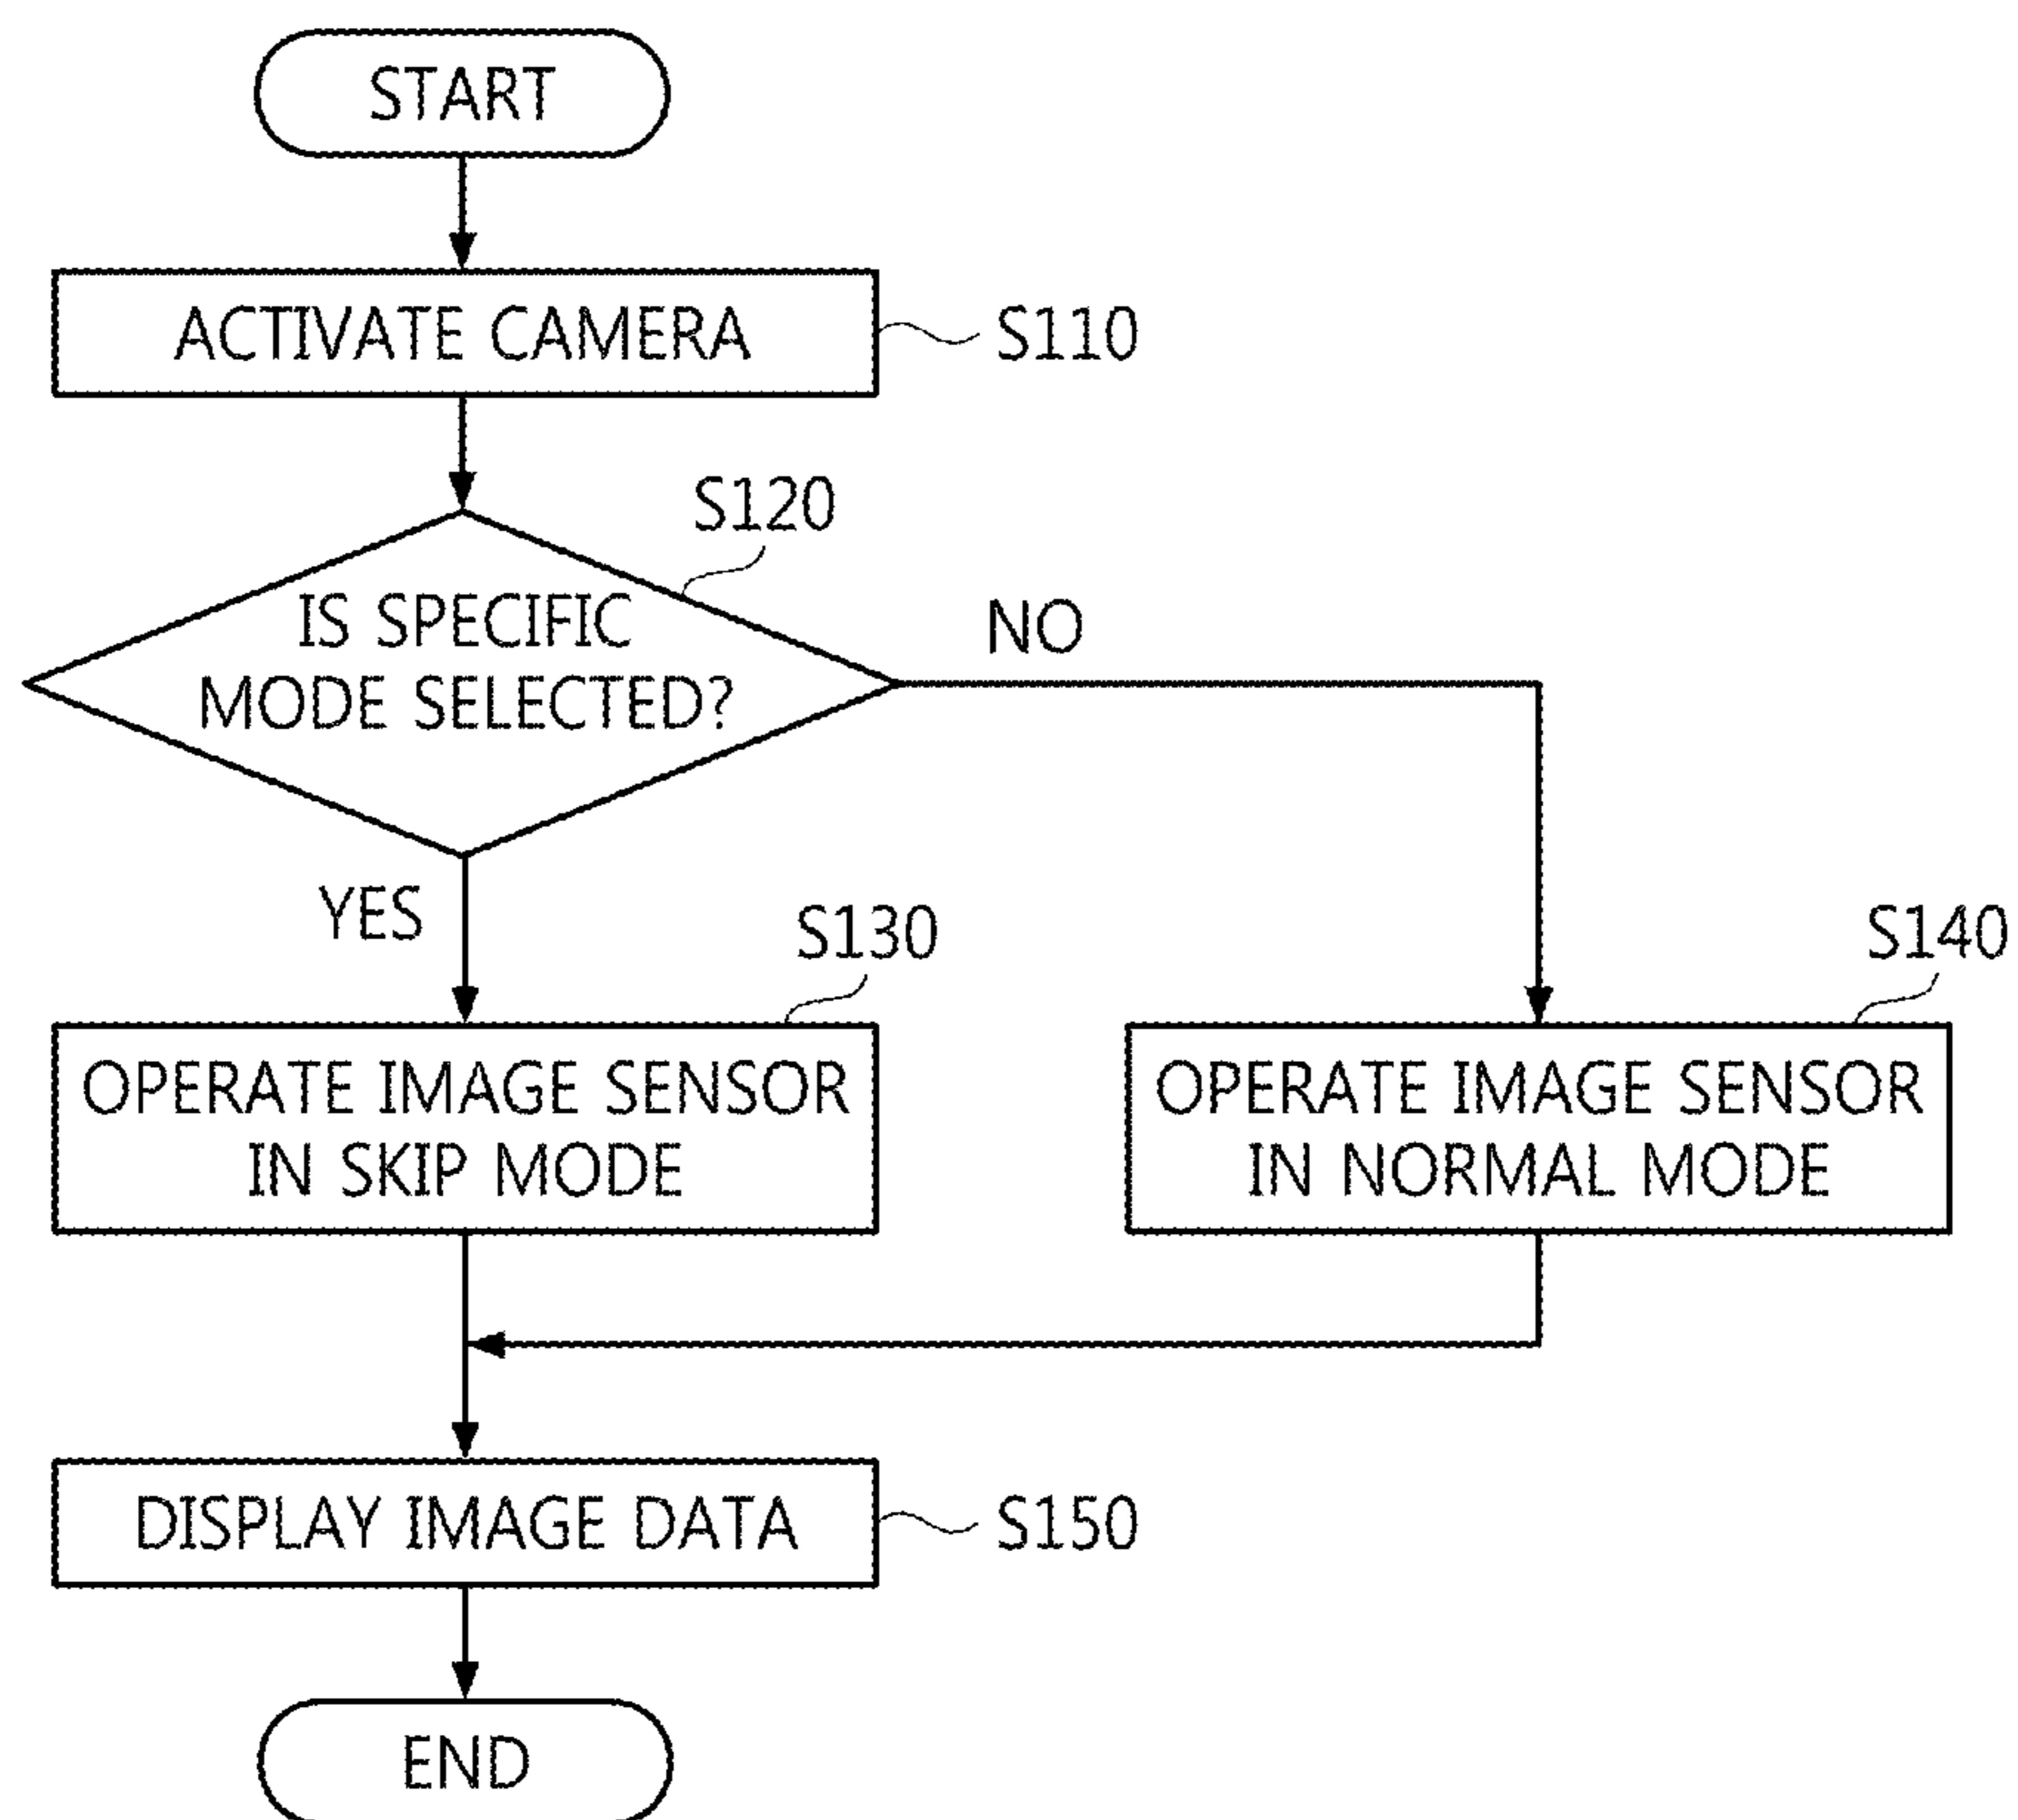 START
ACTIVATE CAMERA
S110
S120
IS SPECIFIC
MODE SELECTED?
NO
YES
S130
OPERATE IMAGE SENSOR
IN SKIP MODE
S140
OPERATE IMAGE SENSOR
IN NORMAL MODE
DISPLAY IMAGE DATA
S150
END